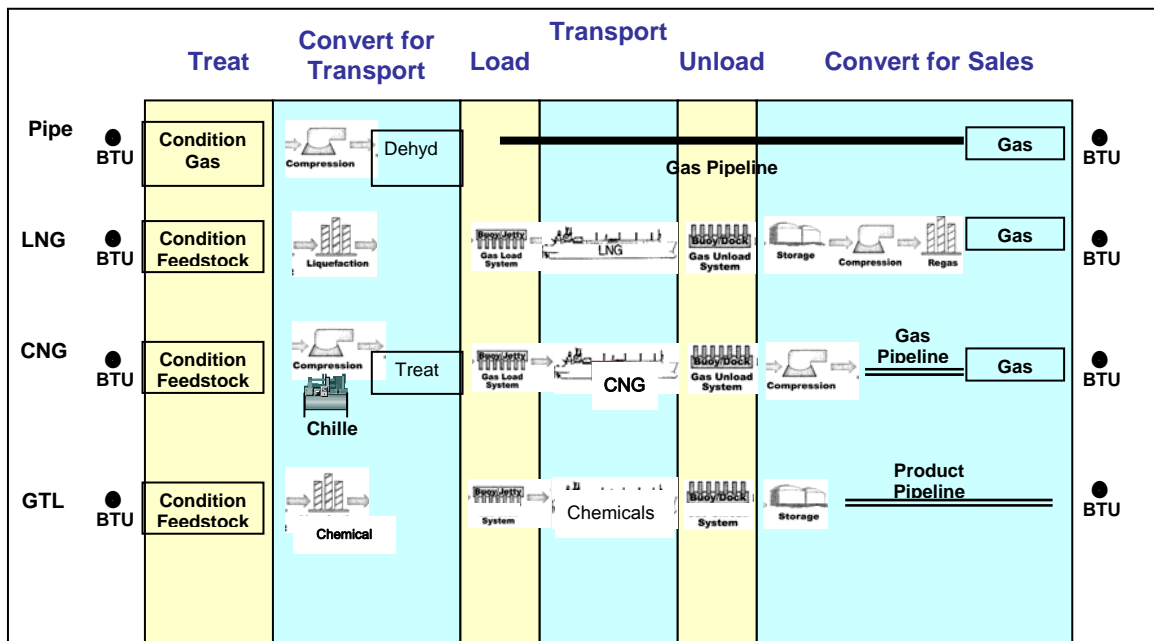 Treat
Convert for
Transport
Load
Transport
Unload
Convert for Sales
Pipe
BTU
Condition
Gas
Compression
Dehyd
Gas Pipeline
Gas
BTU
LNG
BTU
Condition
Feedstock
Liquefaction
Buoy/Jetty
Gas Load
System
LNG
Buoy/Dock
Gas Unload
System
Storage
Compression
Regas
Gas
BTU
CNG
BTU
Condition
Feedstock
Compression
Chille
Treat
Buoy/Jetty
Gas Load
System
CNG
Buoy/Dock
Gas Unload
System
Compression
Gas
Pipeline
Gas
BTU
GTL
BTU
Condition
Feedstock
Chemical
Buoy/Jetty
System
Chemicals
Buoy/Dock
System
Storage
Product
Pipeline
BTU